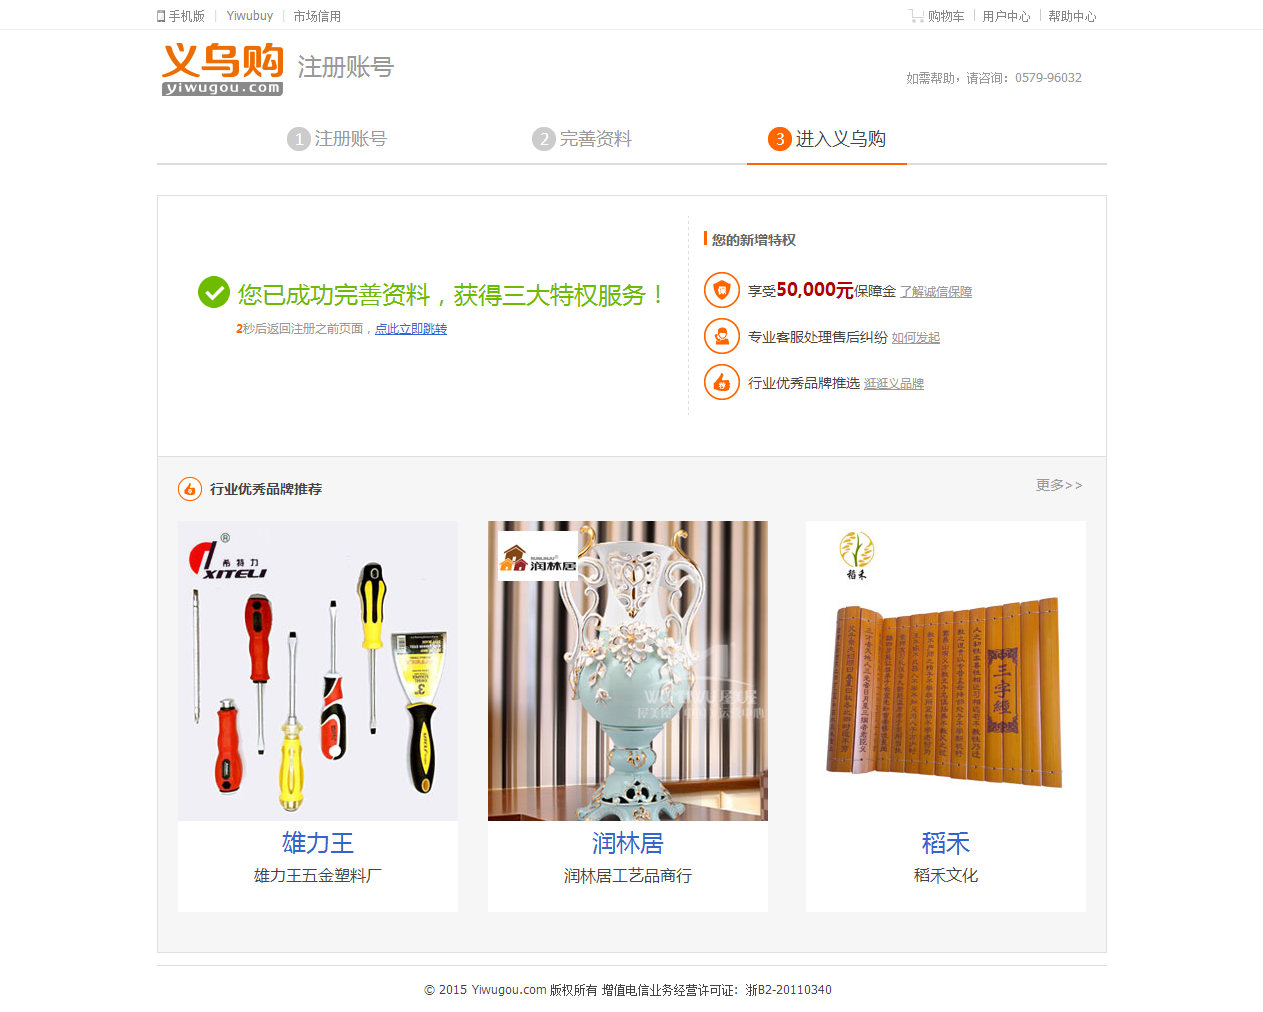 手机版 Yiwubuy 市场信用 购物车 用户中心 帮助中心
义乌购 注册账号
yiwugou.com
如需帮助，请咨询：0579-96032
1 注册账号 2 完善资料 3 进入义乌购
您已成功完善资料，获得三大特权服务！
2秒后返回注册之前页面，点此立即跳转
您的新增特权
保 享受50,000元保障金 了解诚信保障
专业客服处理售后纠纷 如何发起
荐 行业优秀品牌推选 逛逛义品牌
行业优秀品牌推荐 更多>>
希特力®
XITELI
润林居
稻禾
三字經
雄力王
雄力王五金塑料厂
润林居
润林居工艺品商行
稻禾
稻禾文化
© 2015 Yiwugou.com 版权所有 增值电信业务经营许可证：浙B2-20110340